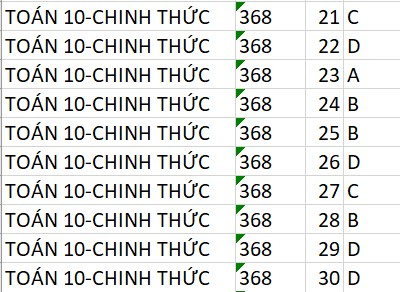 TOÁN 10-CHINH THỨC 368 21 C
TOÁN 10-CHINH THỨC 368 22 D
TOÁN 10-CHINH THỨC 368 23 A
TOÁN 10-CHINH THỨC 368 24 B
TOÁN 10-CHINH THỨC 368 25 B
TOÁN 10-CHINH THỨC 368 26 D
TOÁN 10-CHINH THỨC 368 27 C
TOÁN 10-CHINH THỨC 368 28 B
TOÁN 10-CHINH THỨC 368 29 D
TOÁN 10-CHINH THỨC 368 30 D